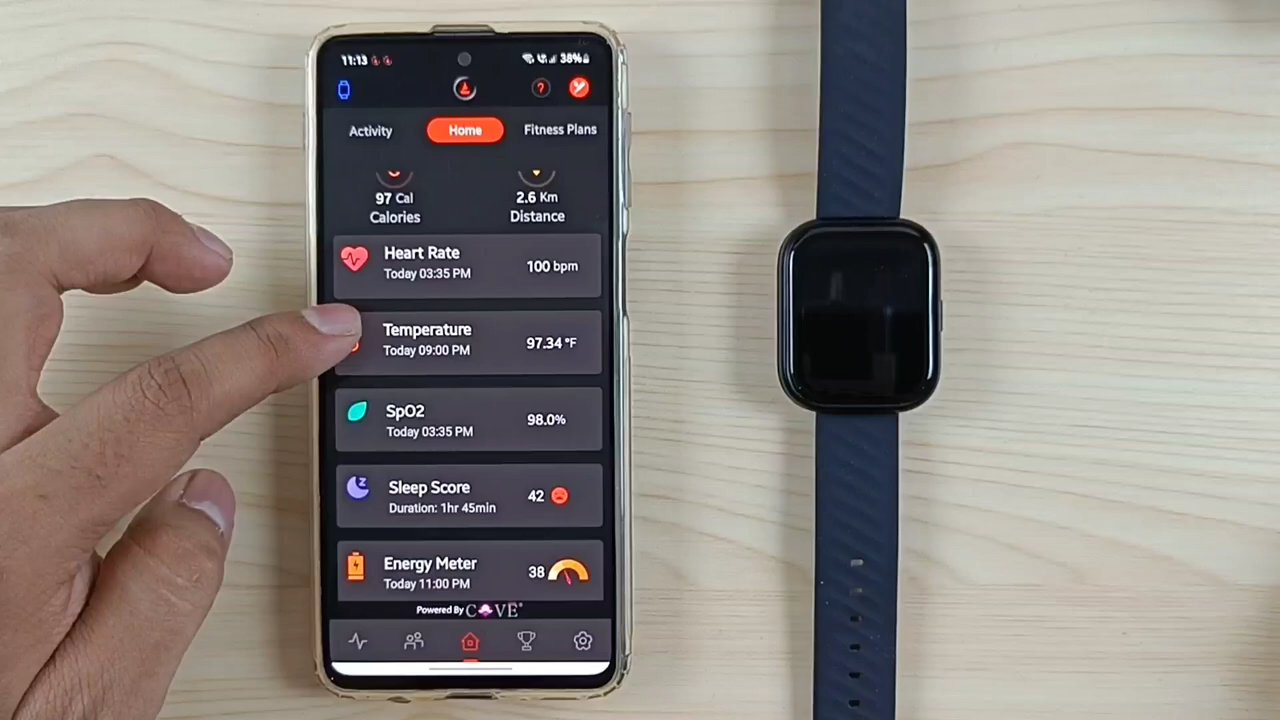 11:13 38%
?
Activity Home Fitness Plans
97 Cal 2.6 Km
Calories Distance
Heart Rate
Today 03:35 PM 100 bpm
Temperature
Today 09:00 PM 97.34 °F
SpO2
Today 03:35 PM 98.0%
Sleep Score
Duration: 1hr 45min 42
Energy Meter
Today 11:00 PM 38
Powered By COVE®